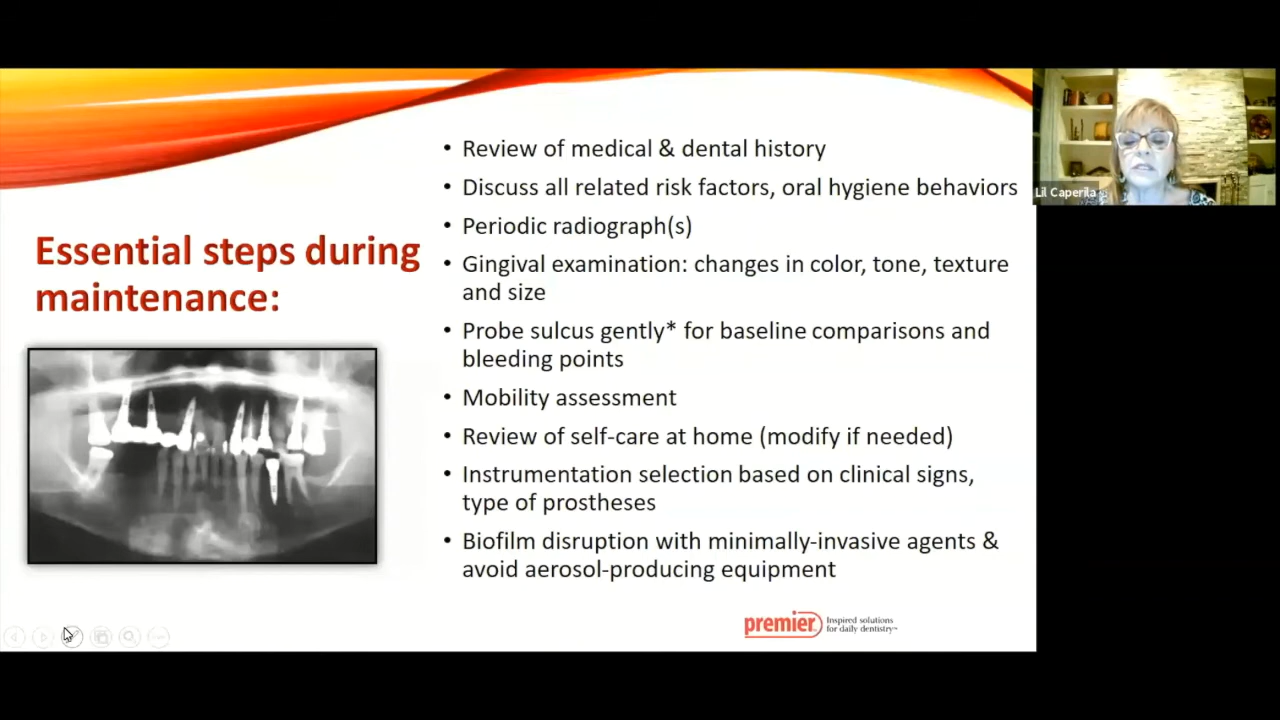 Essential steps during
maintenance:
• Review of medical & dental history
• Discuss all related risk factors, oral hygiene behaviors
• Periodic radiograph(s)
• Gingival examination: changes in color, tone, texture
and size
• Probe sulcus gently* for baseline comparisons and
bleeding points
• Mobility assessment
• Review of self-care at home (modify if needed)
• Instrumentation selection based on clinical signs,
type of prostheses
• Biofilm disruption with minimally-invasive agents &
avoid aerosol-producing equipment
premier
Inspired solutions
for daily dentistry™
Lil Caperila